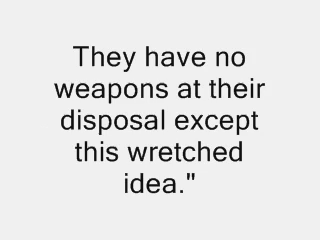 They have no
weapons at their
disposal except
this wretched
idea."